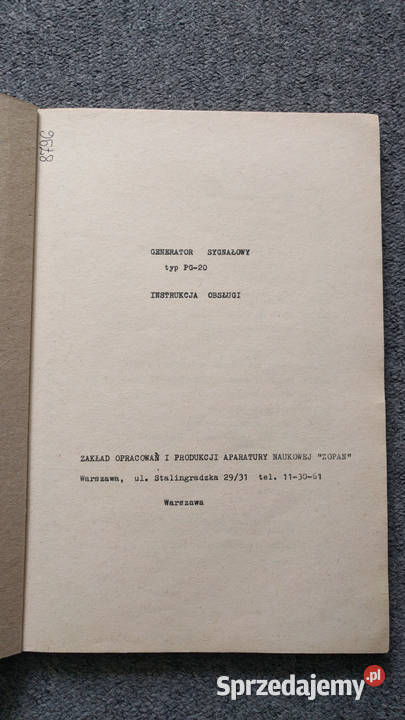 8796
GENERATOR SYGNAŁOWY
typ PG-20
INSTRUKCJA OBSŁUGI
ZAKŁAD OPRACOWAŃ I PRODUKCJI APARATURY NAUKOWEJ "ZOPAN"
Warszawa, ul. Stalingradzka 29/31 tel. 11-30-61
Warszawa
Sprzedajemy.pl